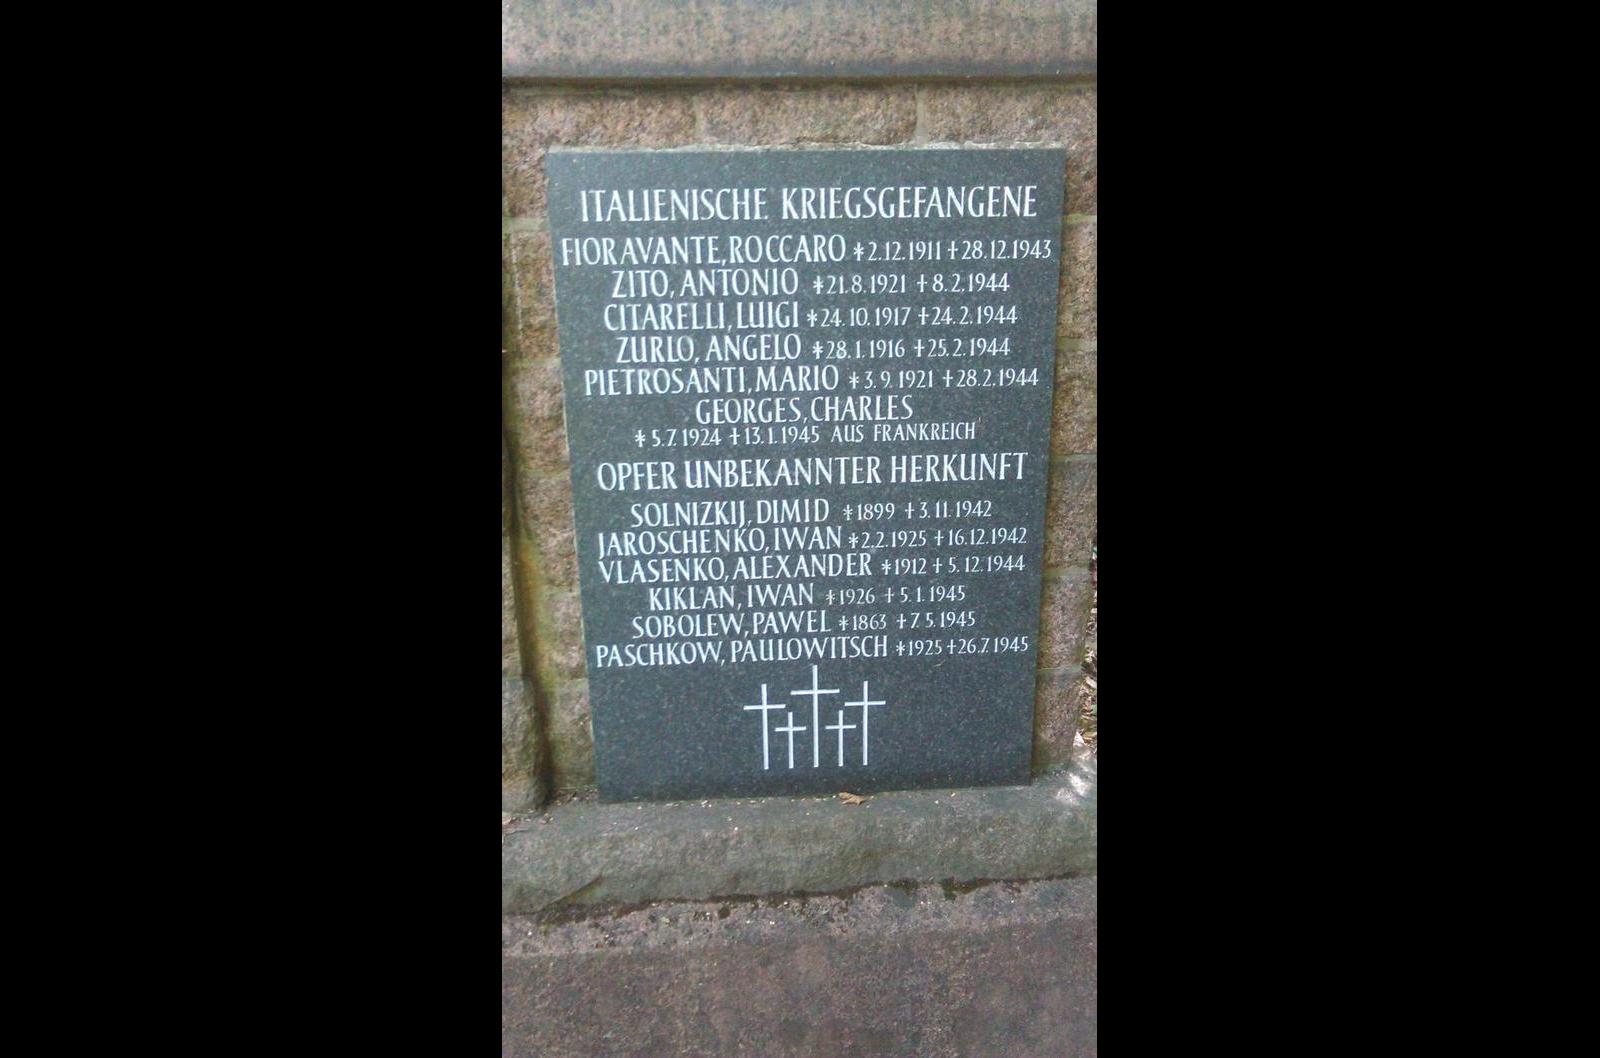 ITALIENISCHE KRIEGSGEFANGENE
FIORAVANTE, ROCCARO * 2.12.1911 † 28.12.1943
ZITO, ANTONIO * 21.8.1921 † 8.2.1944
CITARELLI, LUIGI * 24.10.1917 † 24.2.1944
ZURLO, ANGELO * 28.1.1916 † 25.2.1944
PIETROSANTI, MARIO * 3.9.1921 † 28.2.1944
GEORGES, CHARLES
* 5.7.1924 † 13.1.1945 AUS FRANKREICH
OPFER UNBEKANNTER HERKUNFT
SOLNIZKIJ, DIMID * 1899 † 3.11.1942
JAROSCHENKO, IWAN * 2.2.1925 † 16.12.1942
VLASENKO, ALEXANDER * 1912 † 5.12.1944
KIKLAN, IWAN * 1926 † 5.1.1945
SOBOLEW, PAWEL * 1863 † 7.5.1945
PASCHKOW, PAULOWITSCH * 1925 † 26.7.1945